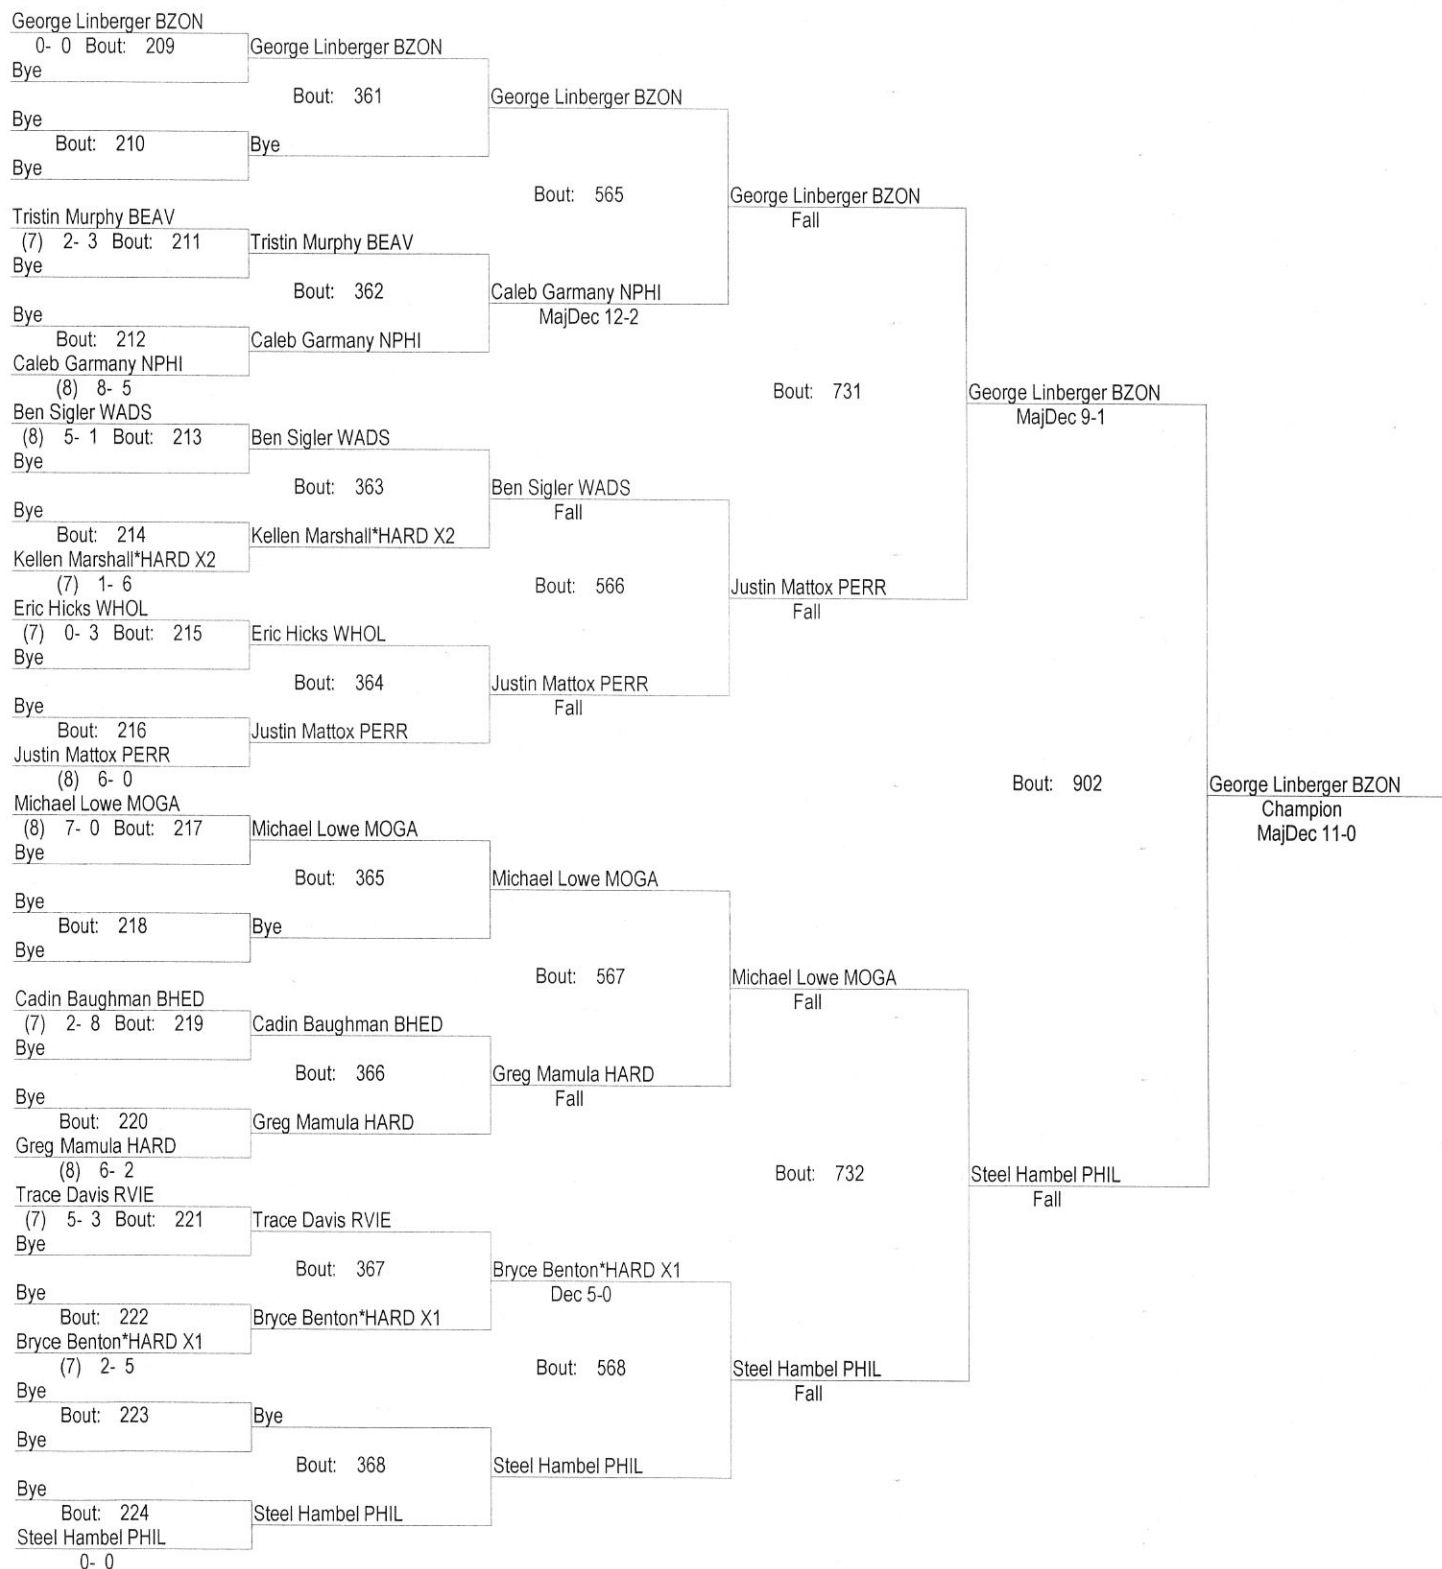 George Linberger BZON
0- 0 Bout: 209
Bye
George Linberger BZON
Bout: 361
Bye
Bout: 210
Bye
Bye
George Linberger BZON
Bout: 565
Tristin Murphy BEAV
(7) 2- 3 Bout: 211
Bye
Tristin Murphy BEAV
Bout: 362
Bye
Bout: 212
Caleb Garmany NPHI
(8) 8- 5
Caleb Garmany NPHI
Caleb Garmany NPHI
MajDec 12-2
George Linberger BZON
Fall
Bout: 731
Ben Sigler WADS
(8) 5- 1 Bout: 213
Bye
Ben Sigler WADS
Bout: 363
Bye
Bout: 214
Kellen Marshall*HARD X2
(7) 1- 6
Kellen Marshall*HARD X2
Ben Sigler WADS
Fall
Bout: 566
Eric Hicks WHOL
(7) 0- 3 Bout: 215
Bye
Eric Hicks WHOL
Bout: 364
Bye
Bout: 216
Justin Mattox PERR
(8) 6- 0
Justin Mattox PERR
Justin Mattox PERR
Fall
Justin Mattox PERR
Fall
George Linberger BZON
MajDec 9-1
Bout: 902
Michael Lowe MOGA
(8) 7- 0 Bout: 217
Bye
Michael Lowe MOGA
Bout: 365
Bye
Bout: 218
Bye
Bye
Michael Lowe MOGA
Bout: 567
Cadin Baughman BHED
(7) 2- 8 Bout: 219
Bye
Cadin Baughman BHED
Bout: 366
Bye
Bout: 220
Greg Mamula HARD
(8) 6- 2
Greg Mamula HARD
Greg Mamula HARD
Fall
Michael Lowe MOGA
Fall
Bout: 732
Trace Davis RVIE
(7) 5- 3 Bout: 221
Bye
Trace Davis RVIE
Bout: 367
Bye
Bout: 222
Bryce Benton*HARD X1
(7) 2- 5
Bryce Benton*HARD X1
Bryce Benton*HARD X1
Dec 5-0
Bout: 568
Bye
Bout: 223
Bye
Bye
Bout: 368
Bye
Bout: 224
Steel Hambel PHIL
0- 0
Steel Hambel PHIL
Steel Hambel PHIL
Steel Hambel PHIL
Fall
Steel Hambel PHIL
Fall
George Linberger BZON
Champion
MajDec 11-0